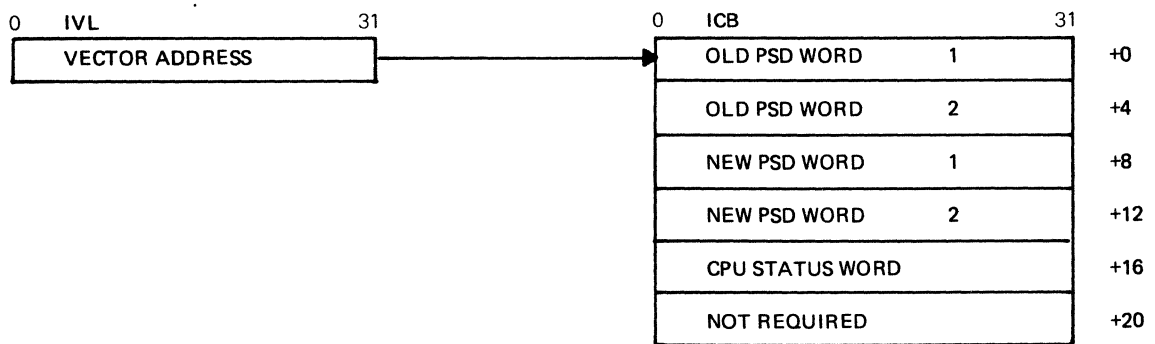 0 IVL 31 0 ICB 31
VECTOR ADDRESS OLD PSD WORD 1 +0
OLD PSD WORD 2 +4
NEW PSD WORD 1 +8
NEW PSD WORD 2 +12
CPU STATUS WORD +16
NOT REQUIRED +20